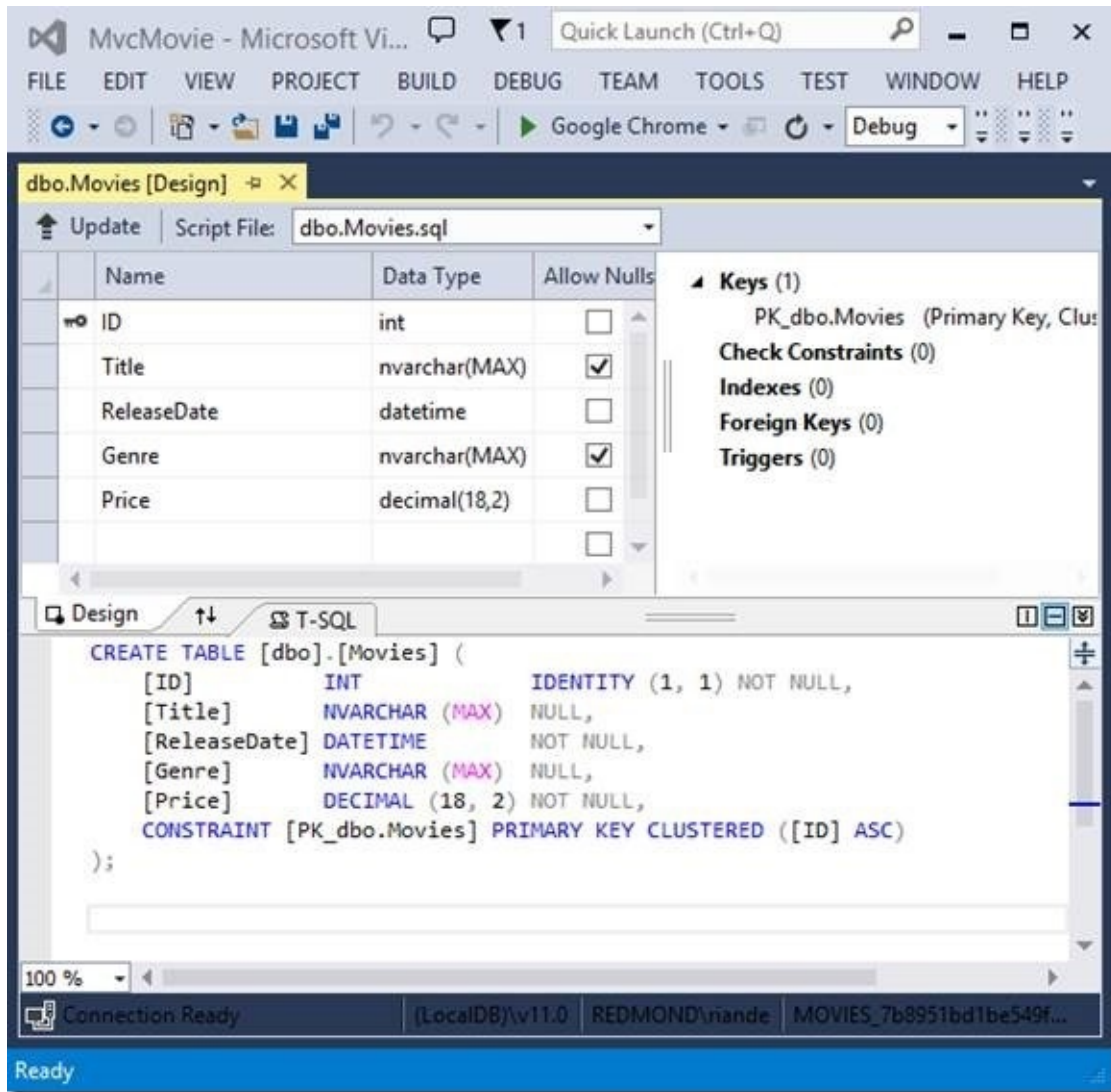 MvcMovie - Microsoft Vi... 1 Quick Launch (Ctrl+Q)
FILE EDIT VIEW PROJECT BUILD DEBUG TEAM TOOLS TEST WINDOW HELP
Google Chrome Debug
dbo.Movies [Design]
Update Script File: dbo.Movies.sql
Name Data Type Allow Nulls
ID int
Title nvarchar(MAX)
ReleaseDate datetime
Genre nvarchar(MAX)
Price decimal(18,2)
Keys (1)
PK_dbo.Movies (Primary Key, Clus
Check Constraints (0)
Indexes (0)
Foreign Keys (0)
Triggers (0)
Design T-SQL
CREATE TABLE [dbo].[Movies] (
[ID] INT IDENTITY (1, 1) NOT NULL,
[Title] NVARCHAR (MAX) NULL,
[ReleaseDate] DATETIME NOT NULL,
[Genre] NVARCHAR (MAX) NULL,
[Price] DECIMAL (18, 2) NOT NULL,
CONSTRAINT [PK_dbo.Movies] PRIMARY KEY CLUSTERED ([ID] ASC)
);
100 %
Connection Ready (LocalDB)\v11.0 REDMOND\riande MOVIES_7b8951bd1be549f...
Ready